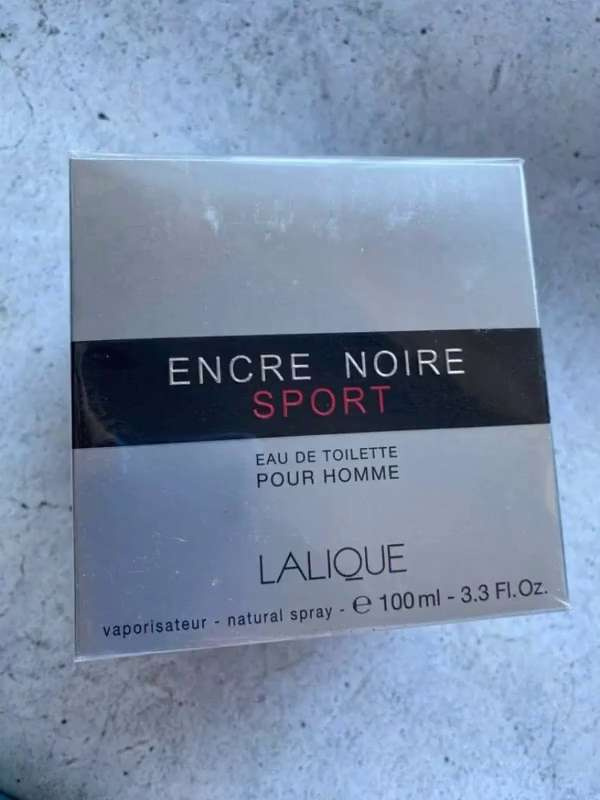 ENCRE NOIRE
SPORT
EAU DE TOILETTE
POUR HOMME
LALIQUE
vaporisateur - natural spray - ℮ 100 ml - 3.3 Fl.Oz.